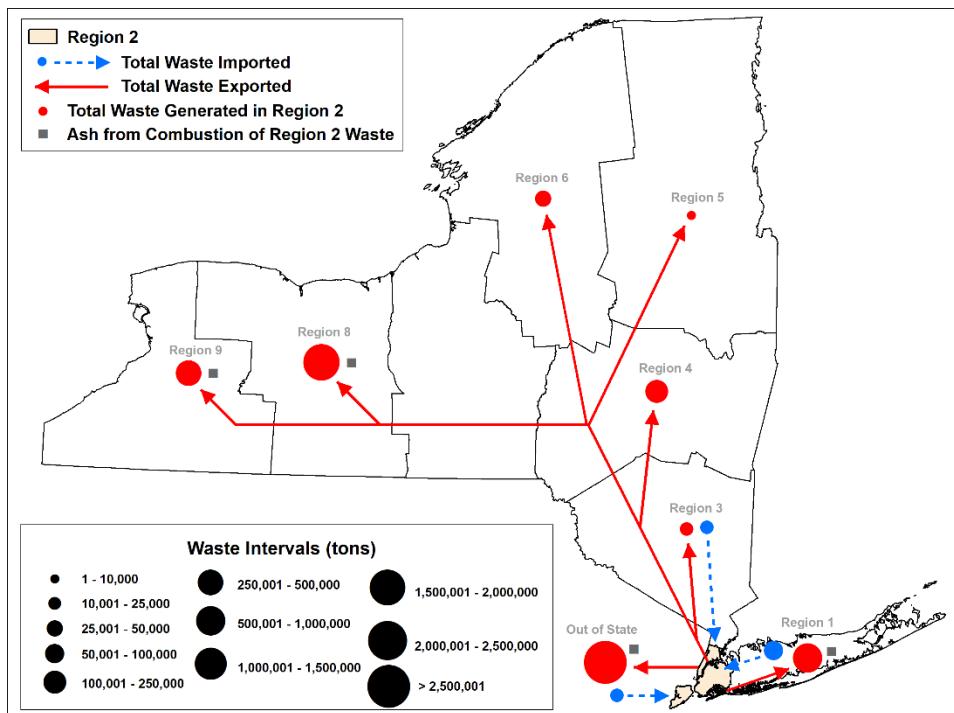 Region 2
Total Waste Imported
Total Waste Exported
Total Waste Generated in Region 2
Ash from Combustion of Region 2 Waste
Region 6
Region 5
Region 9
Region 8
Region 4
Region 3
Out of State
Region 1
Waste Intervals (tons)
1 - 10,000
10,001 - 25,000
25,001 - 50,000
50,001 - 100,000
100,001 - 250,000
250,001 - 500,000
500,001 - 1,000,000
1,000,001 - 1,500,000
1,500,001 - 2,000,000
2,000,001 - 2,500,000
> 2,500,001